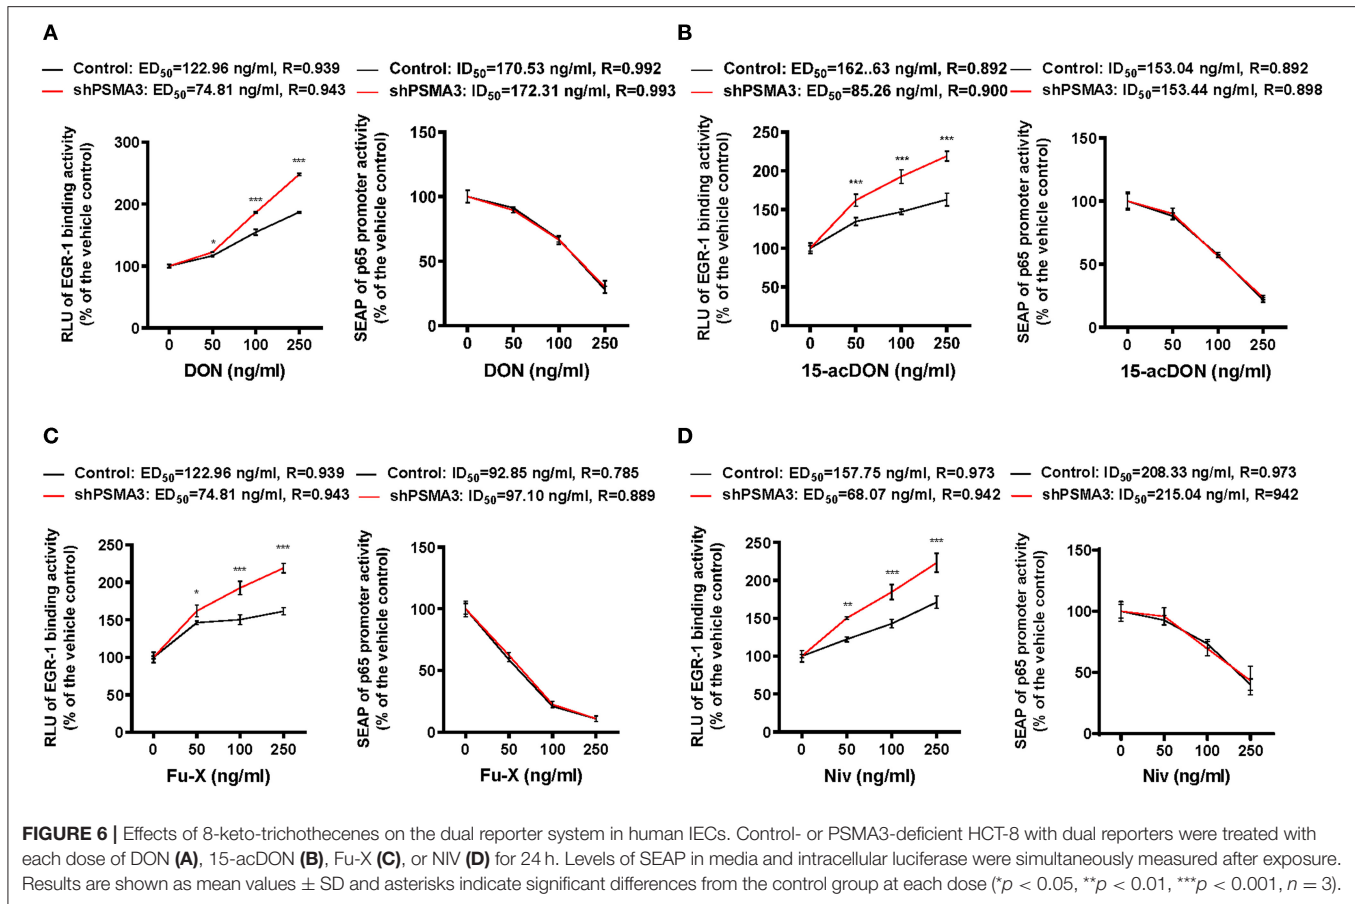 A
B
Control: ED50=122.96 ng/ml, R=0.939
shPSMA3: ED50=74.81 ng/ml, R=0.943
Control: ID50=170.53 ng/ml, R=0.992
shPSMA3: ID50=172.31 ng/ml, R=0.993
Control: ED50=162..63 ng/ml, R=0.892
shPSMA3: ED50=85.26 ng/ml, R=0.900
Control: ID50=153.04 ng/ml, R=0.892
shPSMA3: ID50=153.44 ng/ml, R=0.898
RLU of EGR-1 binding activity
(% of the vehicle control)
300
200
100
0
*
***
***
0 50 100 250
DON (ng/ml)
SEAP of p65 promoter activity
(% of the vehicle control)
150
100
50
0
0 50 100 250
DON (ng/ml)
RLU of EGR-1 binding activity
(% of the vehicle control)
250
200
150
100
50
0
***
***
***
0 50 100 250
15-acDON (ng/ml)
SEAP of p65 promoter activity
(% of the vehicle control)
150
100
50
0
0 50 100 250
15-acDON (ng/ml)
C
D
Control: ED50=122.96 ng/ml, R=0.939
shPSMA3: ED50=74.81 ng/ml, R=0.943
Control: ID50=92.85 ng/ml, R=0.785
shPSMA3: ID50=97.10 ng/ml, R=0.889
Control: ED50=157.75 ng/ml, R=0.973
shPSMA3: ED50=68.07 ng/ml, R=0.942
Control: ID50=208.33 ng/ml, R=0.973
shPSMA3: ID50=215.04 ng/ml, R=942
RLU of EGR-1 binding activity
(% of the vehicle control)
250
200
150
100
50
0
*
***
***
0 50 100 250
Fu-X (ng/ml)
SEAP of p65 promoter activity
(% of the vehicle control)
150
100
50
0
0 50 100 250
Fu-X (ng/ml)
RLU of EGR-1 binding activity
(% of the vehicle control)
250
200
150
100
50
0
**
***
***
0 50 100 250
Niv (ng/ml)
SEAP of p65 promoter activity
(% of the vehicle control)
150
100
50
0
0 50 100 250
Niv (ng/ml)
FIGURE 6 | Effects of 8-keto-trichothecenes on the dual reporter system in human IECs. Control- or PSMA3-deficient HCT-8 with dual reporters were treated with
each dose of DON (A), 15-acDON (B), Fu-X (C), or NIV (D) for 24 h. Levels of SEAP in media and intracellular luciferase were simultaneously measured after exposure.
Results are shown as mean values ± SD and asterisks indicate significant differences from the control group at each dose (*p < 0.05, **p < 0.01, ***p < 0.001, n = 3).